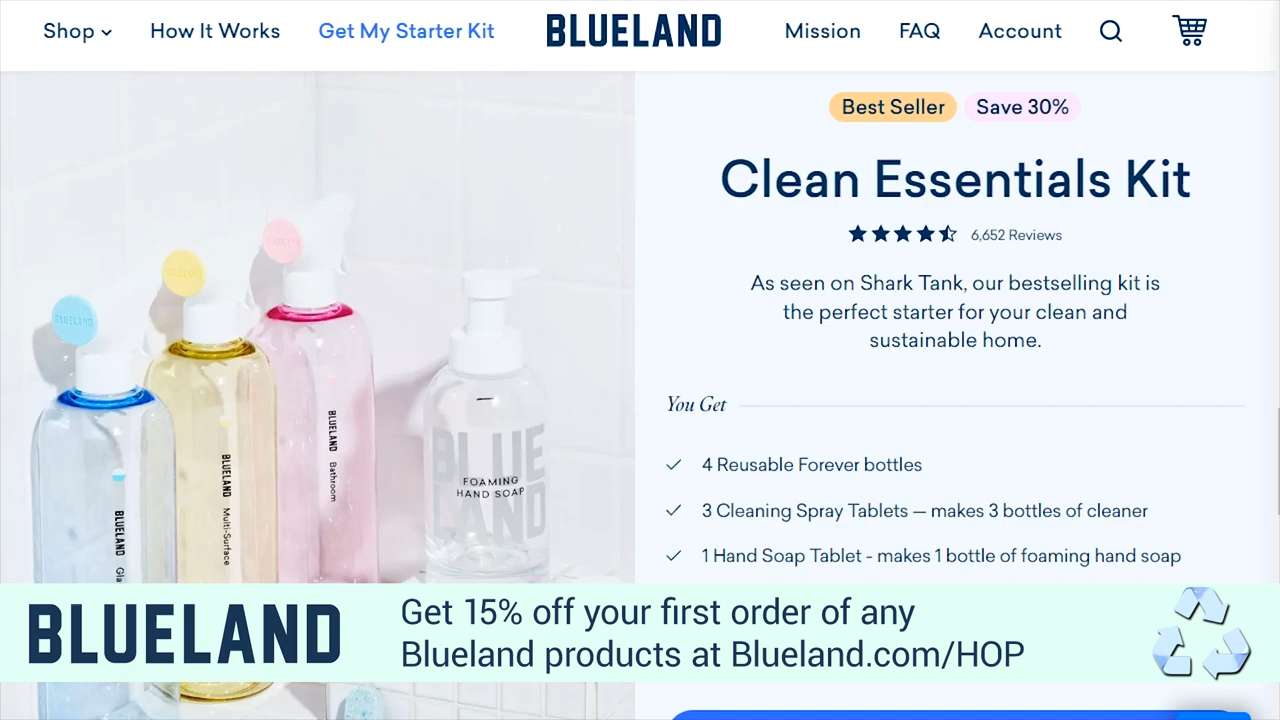 Shop
How It Works
Get My Starter Kit
BLUELAND
Mission
FAQ
Account
Best Seller
Save 30%
Clean Essentials Kit
6,652 Reviews
As seen on Shark Tank, our bestselling kit is
the perfect starter for your clean and
sustainable home.
You Get
4 Reusable Forever bottles
3 Cleaning Spray Tablets — makes 3 bottles of cleaner
1 Hand Soap Tablet - makes 1 bottle of foaming hand soap
BLUELAND
BLUELAND
BLUELAND Multi-Surface
BLUELAND Bathroom
BLUE
LAND
FOAMING
HAND SOAP
BLUELAND
Get 15% off your first order of any
Blueland products at Blueland.com/HOP